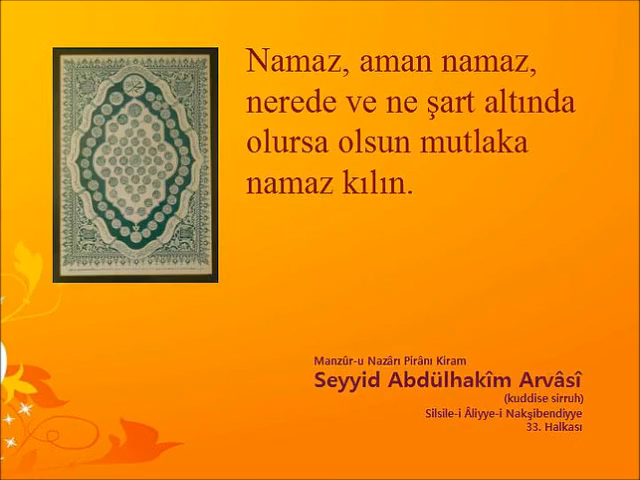 Namaz, aman namaz,
nerede ve ne şart altında
olursa olsun mutlaka
namaz kılın.
Manzûr-u Nazârı Pirânı Kiram
Seyyid Abdülhakîm Arvâsî
(kuddise sirruh)
Silsile-i Âliyye-i Nakşibendiyye
33. Halkası